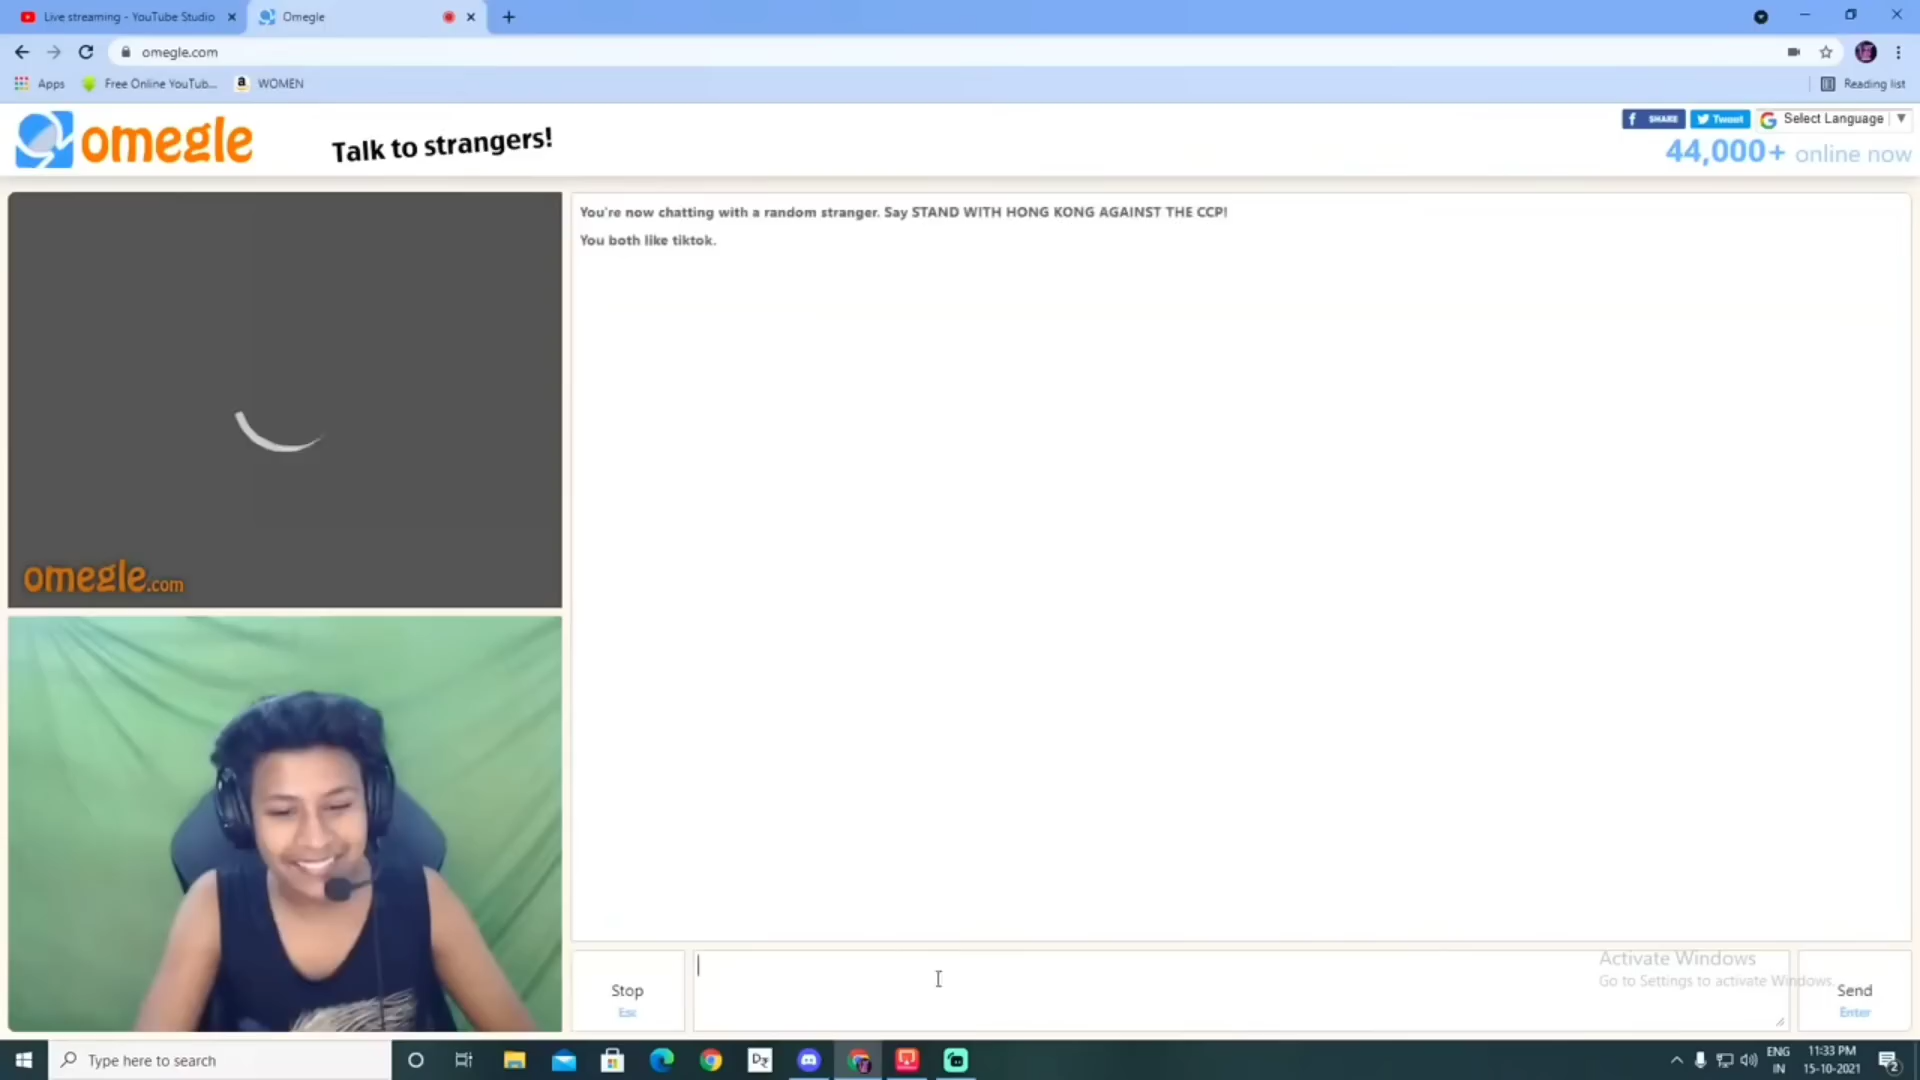 Live streaming - YouTube Studio
Omegle
omegle.com
Apps
Free Online YouTub...
WOMEN
Reading list
omegle
Talk to strangers!
SHARE
Tweet
Select Language
44,000+ online now
You're now chatting with a random stranger. Say STAND WITH HONG KONG AGAINST THE CCP!
You both like tiktok.
omegle.com
Stop
Esc
Activate Windows
Go to Settings to activate Windows.
Send
Enter
Type here to search
ENG
IN
11:33 PM
15-10-2021
2